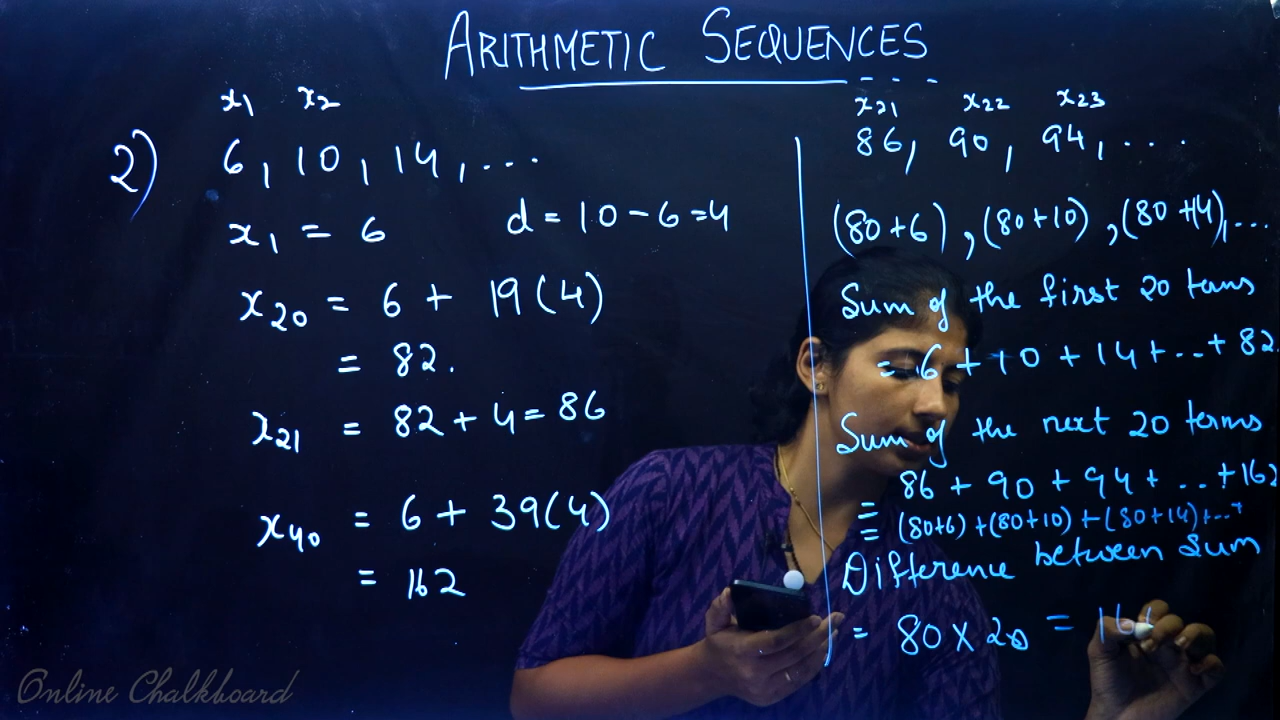 ARITHMETIC SEQUENCES
x1 x2
2) 6, 10, 14, ...
x1 = 6 d = 10 - 6 = 4
x20 = 6 + 19(4)
= 82.
x21 = 82 + 4 = 86
x40 = 6 + 39(4)
= 162
- - -
x21 x22 x23
86, 90, 94, ....
(80+6), (80+10), (80+14), ...
Sum of the first 20 terms
= 6 + 10 + 14 + ... + 82
Sum of the next 20 terms
= 86 + 90 + 94 + ... + 162
= (80+6) + (80+10) + (80+14) + ... +
Difference between Sum
= 80 × 20 =
Online Chalkboard